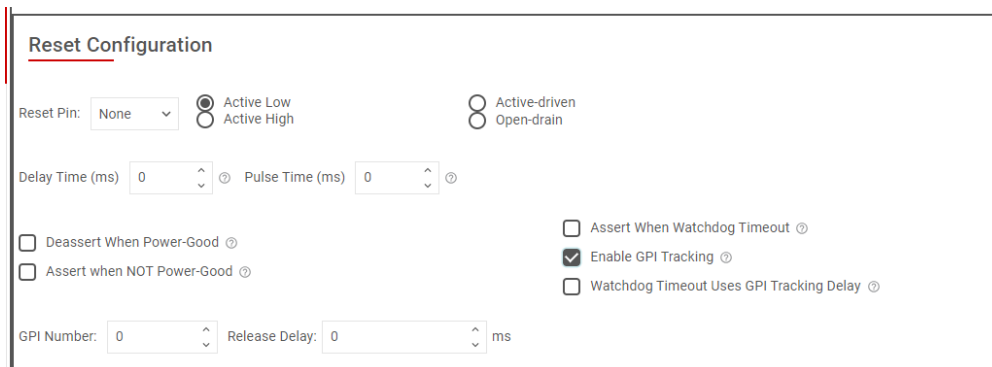 Reset Configuration
Reset Pin: None Active Low Active-driven
Active High Open-drain
Delay Time (ms) 0 Pulse Time (ms) 0
Assert When Watchdog Timeout
Deassert When Power-Good
Enable GPI Tracking
Assert when NOT Power-Good
Watchdog Timeout Uses GPI Tracking Delay
GPI Number: 0 Release Delay: 0 ms